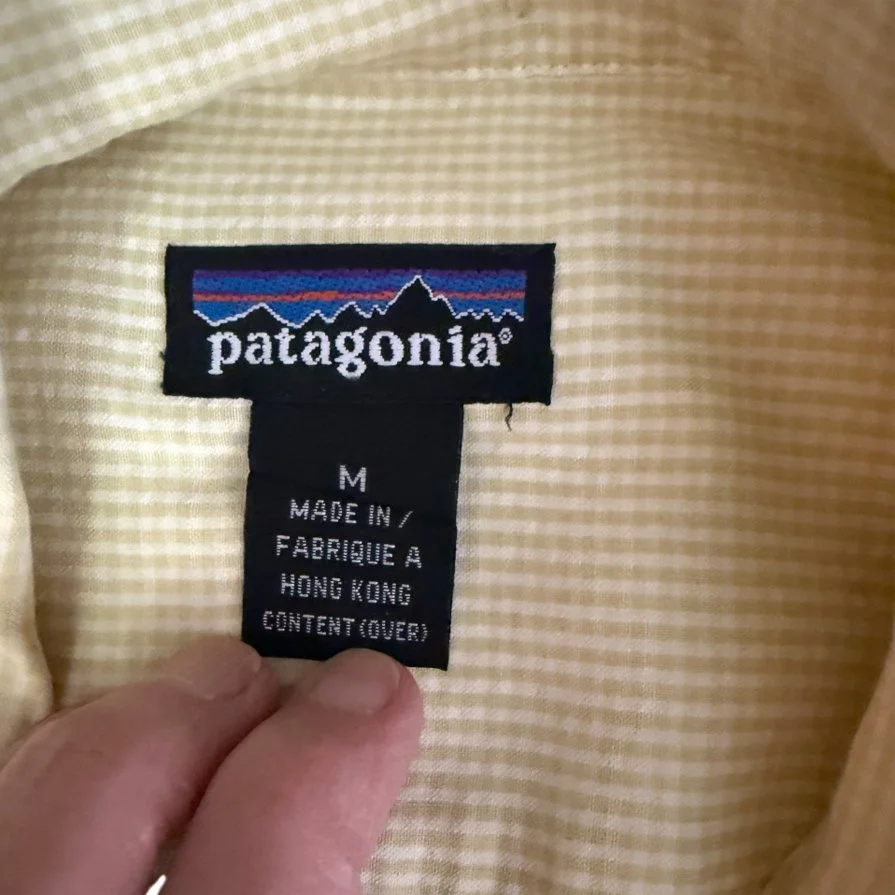 patagonia®
M
MADE IN /
FABRIQUE A
HONG KONG
CONTENT (OVER)